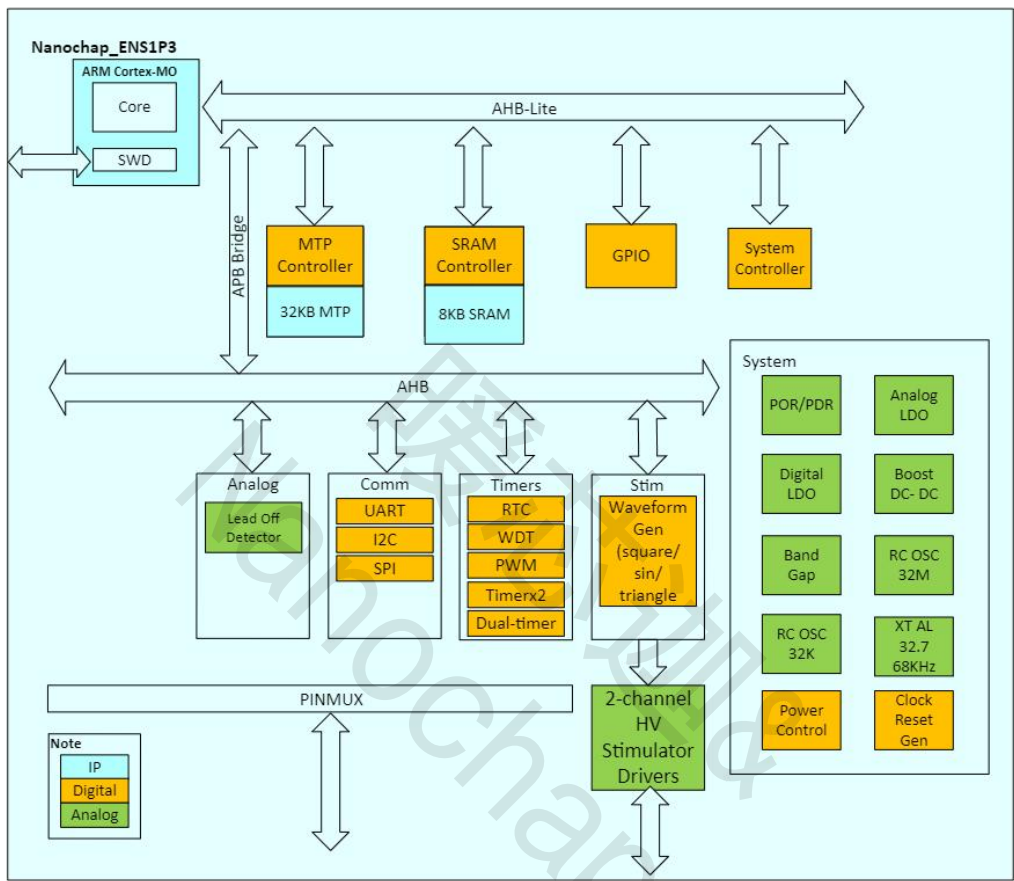 Nanochap_ENS1P3
ARM Cortex-MO
Core
SWD
AHB-Lite
APB Bridge
MTP
Controller
32KB MTP
SRAM
Controller
8KB SRAM
GPIO
System
Controller
AHB
Analog
Lead Off
Detector
Comm
UART
I2C
SPI
Timers
RTC
WDT
PWM
Timerx2
Dual-timer
Stim
Waveform
Gen
(square/
sin/
triangle
2-channel
HV
Stimulator
Drivers
System
POR/PDR
Analog
LDO
Digital
LDO
Boost
DC- DC
Band
Gap
RC OSC
32M
RC OSC
32K
XT AL
32.7
68KHz
Power
Control
Clock
Reset
Gen
PINMUX
Note
IP
Digital
Analog
Nanochap